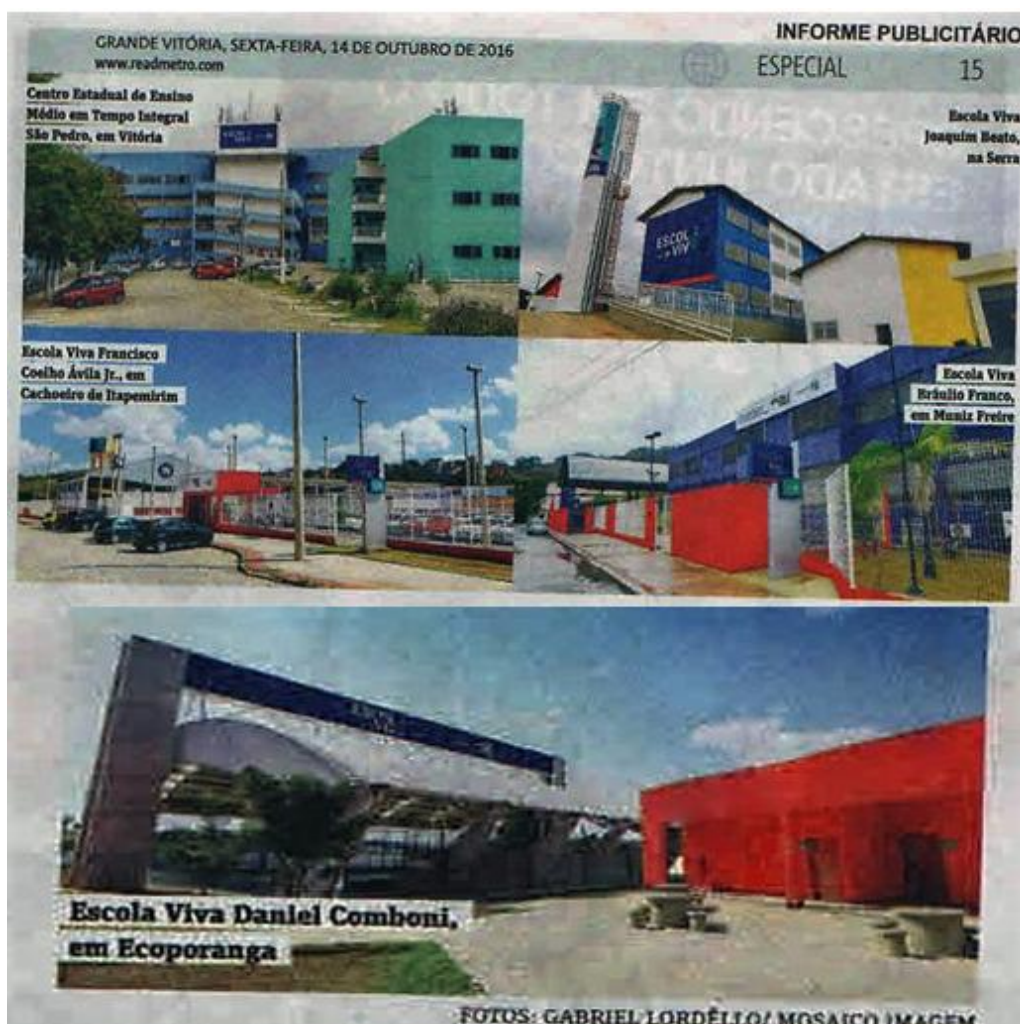 INFORME PUBLICITÁRIO
GRANDE VITÓRIA, SEXTA-FEIRA, 14 DE OUTUBRO DE 2016
www.readmetro.com
ESPECIAL
15
Centro Estadual de Ensino
Médio em Tempo Integral
São Pedro, em Vitória
Escola Viva
Joaquim Beato,
na Serra
ESCOL
VIV
Escola Viva Francisco
Coelho Ávila Jr., em
Cachoeiro de Itapemirim
Escola Viva
Bráulio Franco,
em Muniz Freire
Escola Viva Daniel Comboni,
em Ecoporanga
FOTOS: GABRIEL LORDÊLLO/ MOSAICO IMAGEM